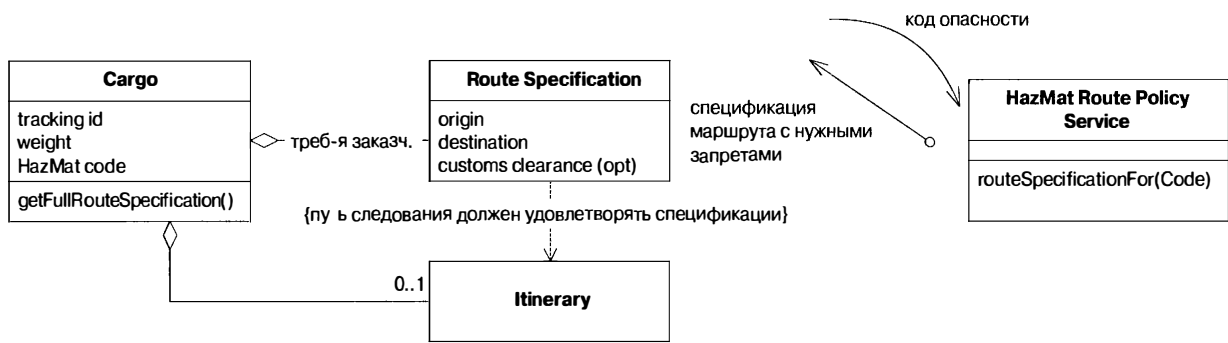 код опасности
Cargo
tracking id
weight
HazMat code
getFullRouteSpecification()
треб-я заказч.
Route Specification
origin
destination
customs clearance (opt)
спецификация
маршрута с нужными
запретами
HazMat Route Policy
Service
routeSpecificationFor(Code)
{пу ь следования должен удовлетворять спецификации}
0..1
Itinerary